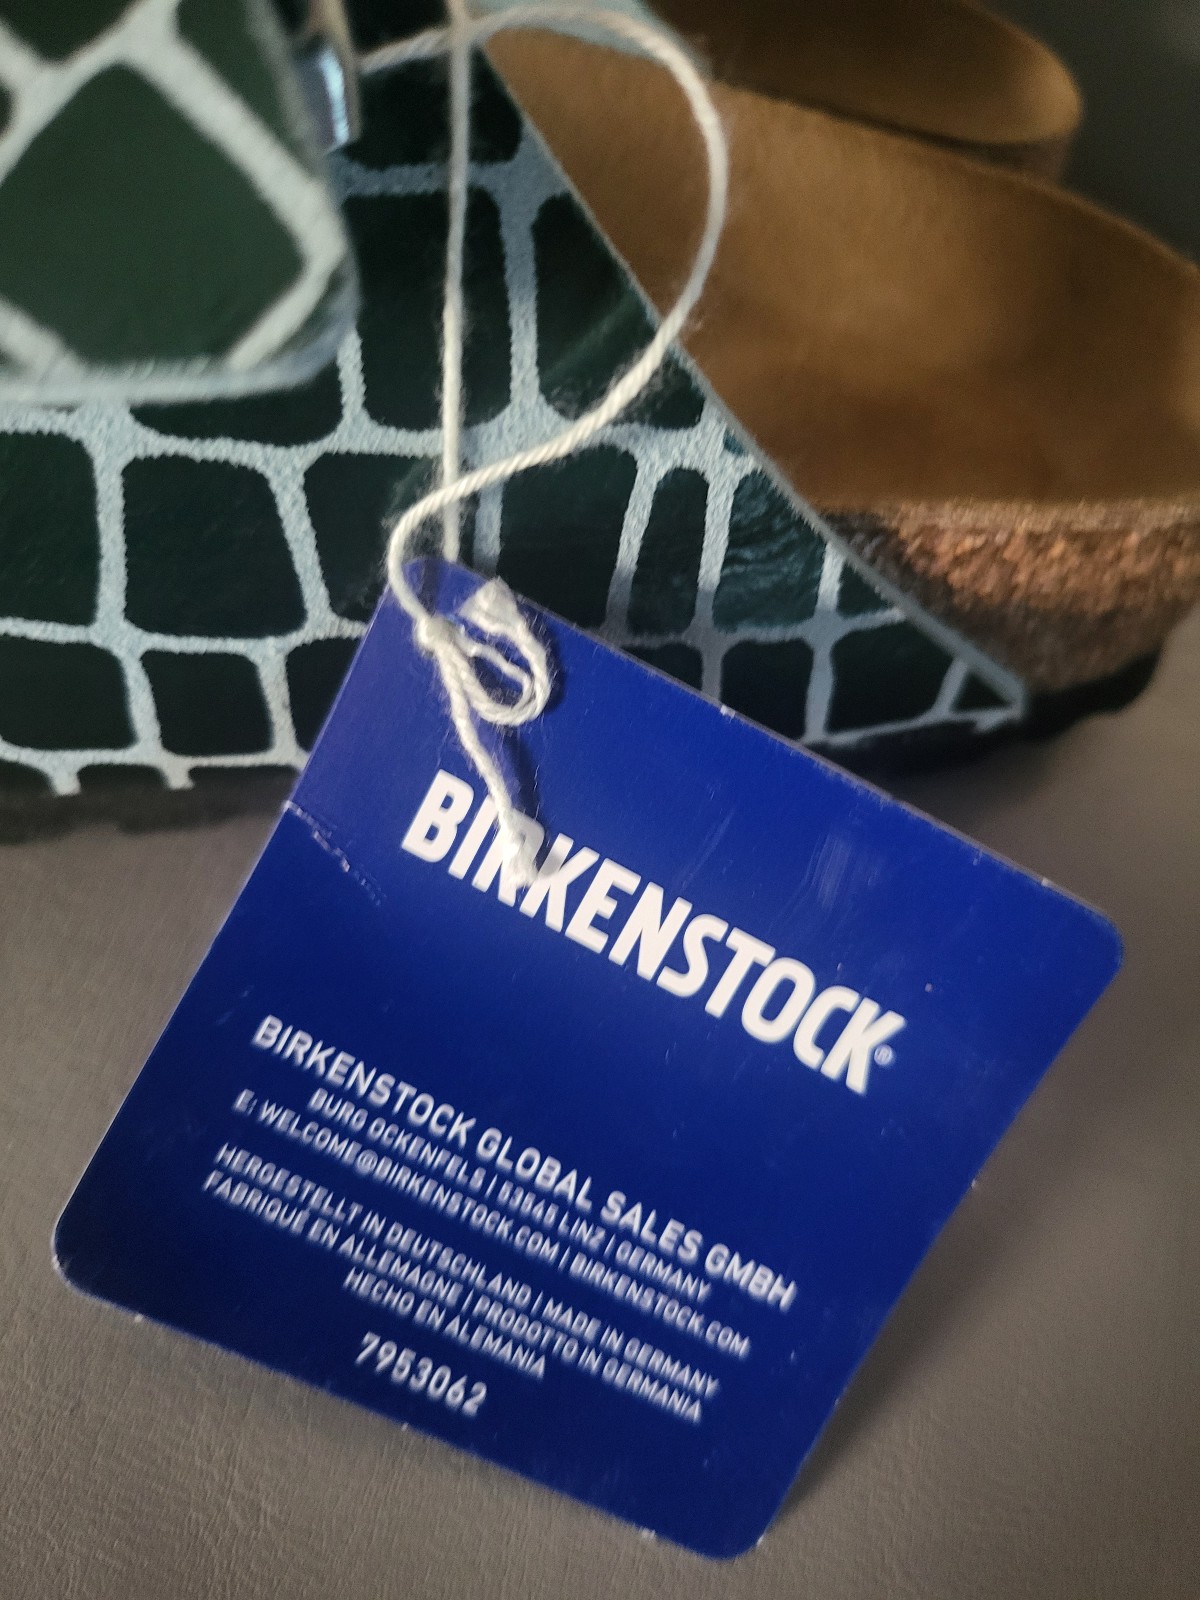 BIRKENSTOCK®
BIRKENSTOCK GLOBAL SALES GMBH
BURG OCKENFELS | 53545 LINZ | GERMANY
E: WELCOME@BIRKENSTOCK.COM | BIRKENSTOCK.COM
HERGESTELLT IN DEUTSCHLAND | MADE IN GERMANY
FABRIQUÉ EN ALLEMAGNE | PRODOTTO IN GERMANIA
HECHO EN ALEMANIA
7953062